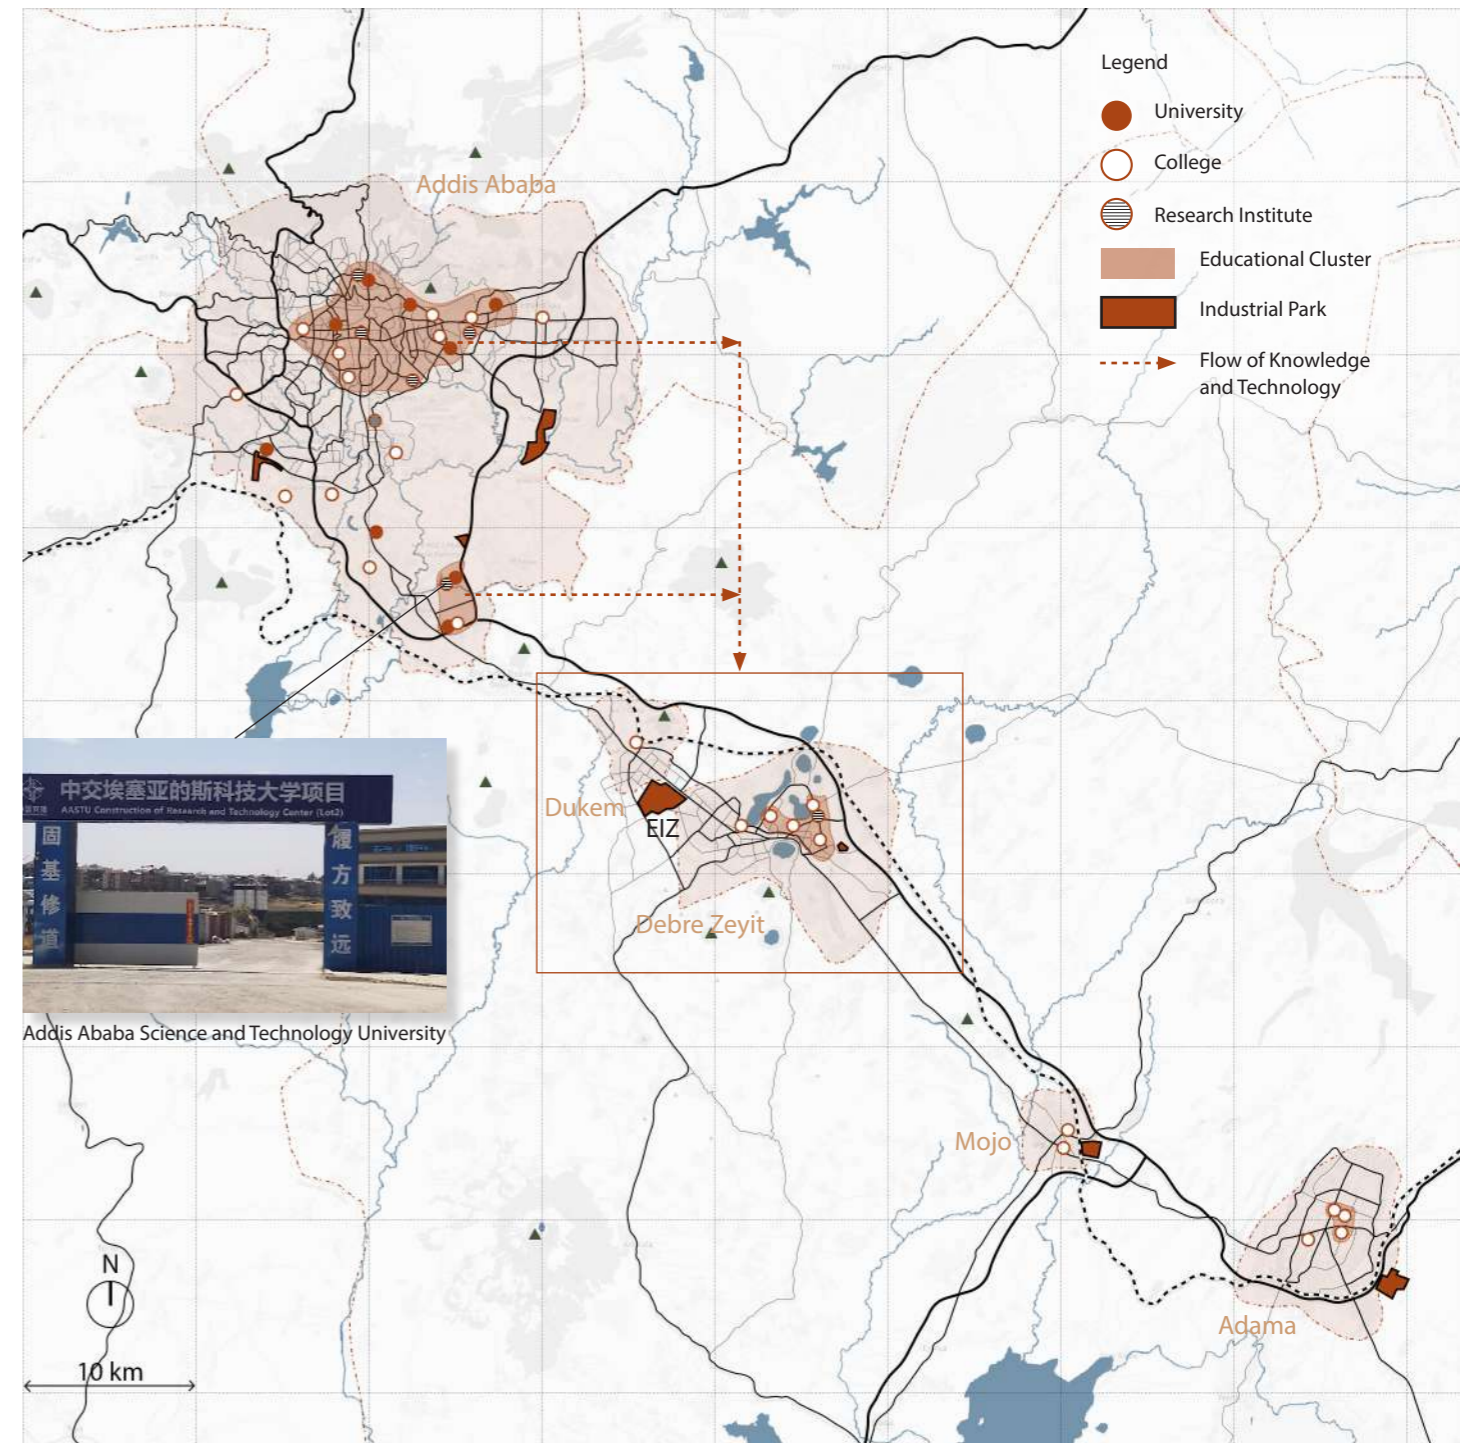 Legend
University
College
Research Institute
Educational Cluster
Industrial Park
Flow of Knowledge
and Technology
Addis Ababa
Dukem
EIZ
Debre Zeyit
中交埃塞亚的斯科技大学项目
AASTU Construction of Research and Technology Center (Lot2)
固基修道
履方致远
Addis Ababa Science and Technology University
Mojo
Adama
N
10 km